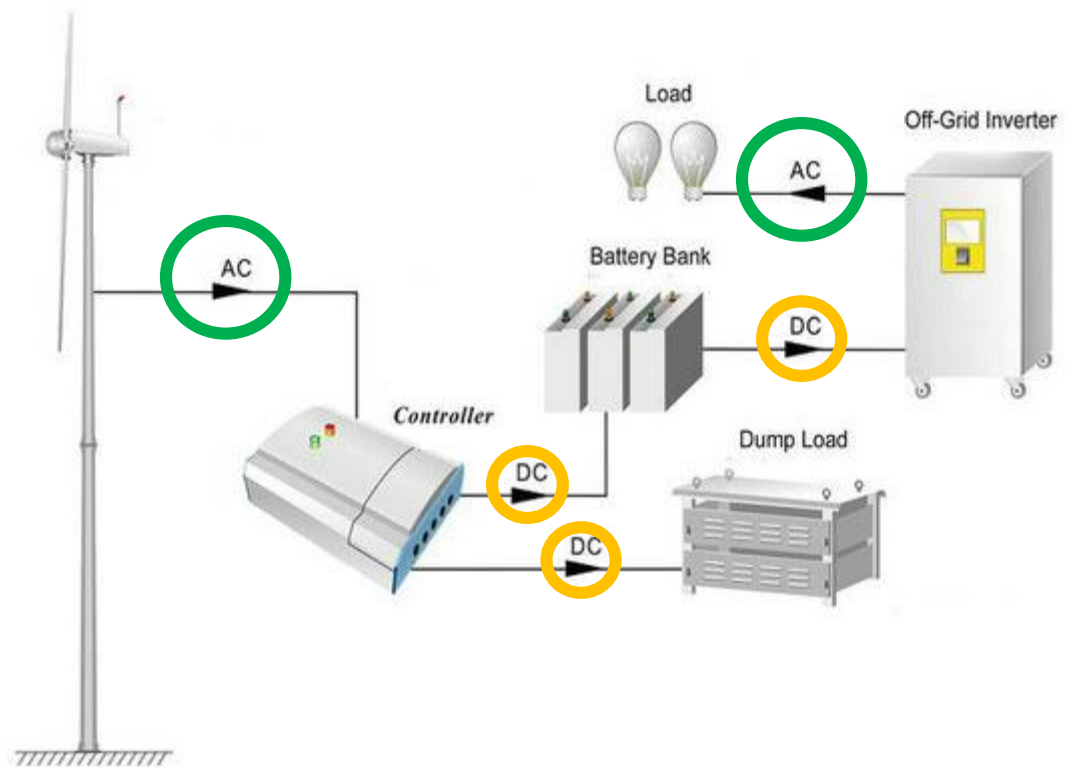 Load
Off-Grid Inverter
AC
Battery Bank
AC
DC
Controller
Dump Load
DC
DC